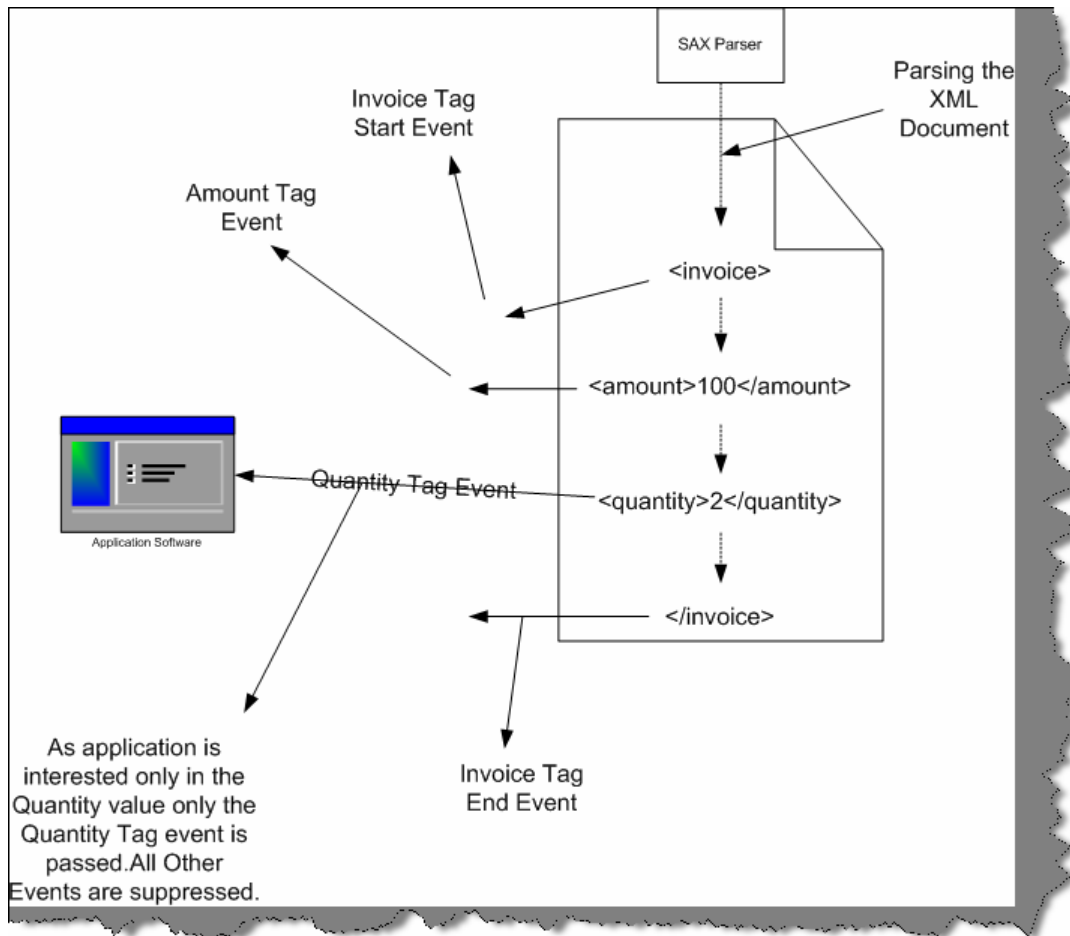 SAX Parser
Parsing the
XML
Document
Invoice Tag
Start Event
Amount Tag
Event
<invoice>
<amount>100</amount>
Quantity Tag Event
<quantity>2</quantity>
Application Software
</invoice>
As application is
interested only in the
Quantity value only the
Quantity Tag event is
passed.All Other
Events are suppressed.
Invoice Tag
End Event